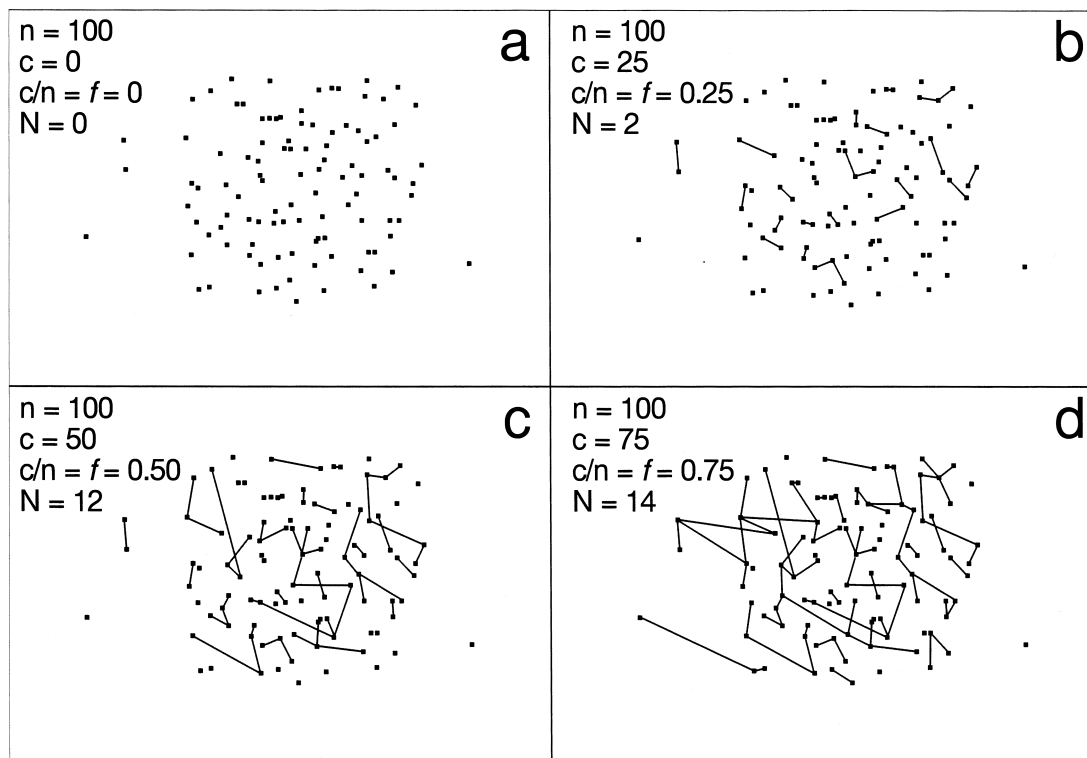 n = 100
c = 0
c/n = f = 0
N = 0
a
n = 100
c = 25
c/n = f = 0.25
N = 2
b
n = 100
c = 50
c/n = f = 0.50
N = 12
c
n = 100
c = 75
c/n = f = 0.75
N = 14
d